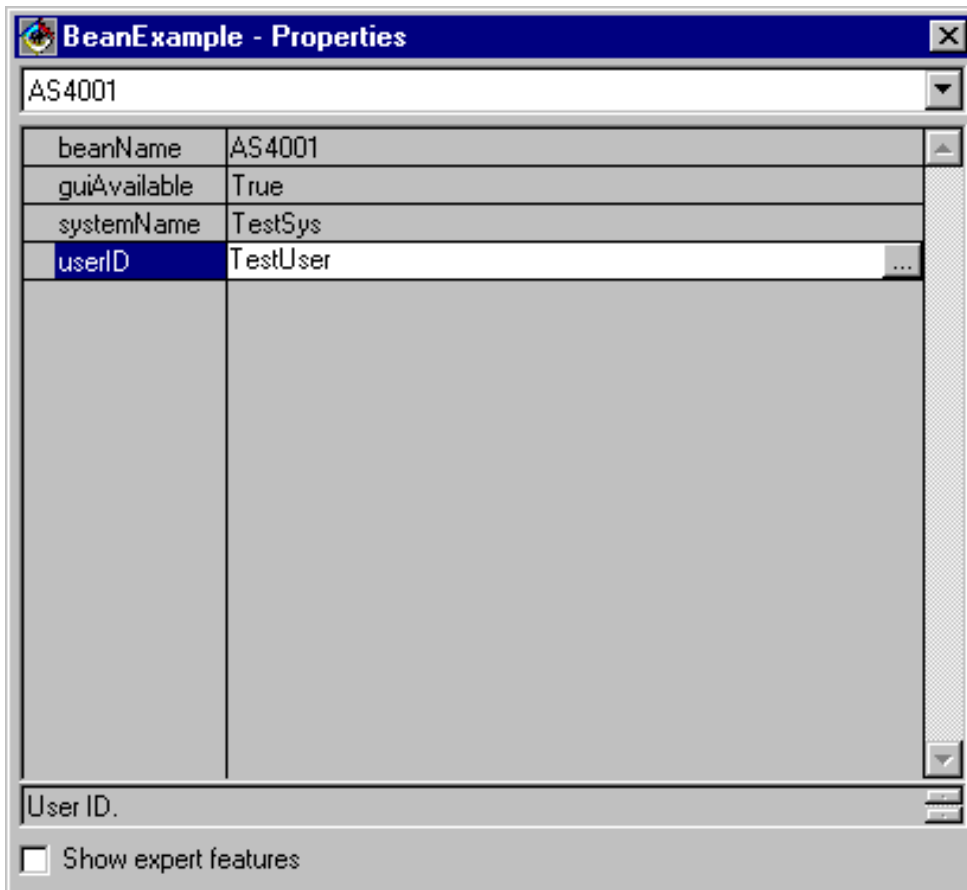 BeanExample - Properties
AS4001
beanName AS4001
guiAvailable True
systemName TestSys
userID TestUser ...
User ID.
Show expert features